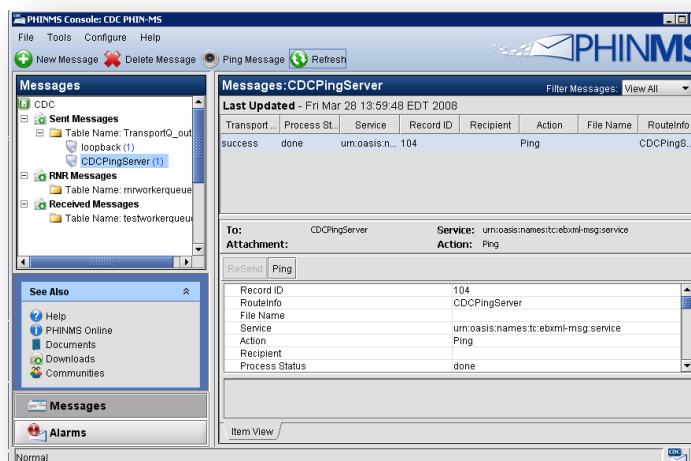 PHINMS Console: CDC PHIN-MS
File Tools Configure Help
New Message Delete Message Ping Message Refresh
PHINMS
Messages
CDC
Sent Messages
Table Name: TransportQ_out
loopback (1)
CDCPingServer (1)
RNR Messages
Table Name: rnrworkerqueue
Received Messages
Table Name: testworkerqueu
See Also
Help
PHINMS Online
Documents
Downloads
Communities
Messages
Alarms
Normal
Messages:CDCPingServer
Filter Messages: View All
Last Updated - Fri Mar 28 13:59:48 EDT 2008
Transport ... Process St... Service Record ID Recipient Action File Name RouteInfo
success done urn:oasis:n... 104 Ping CDCPingS...
To: CDCPingServer Service: urn:oasis:names:tc:ebxml-msg:service
Attachment: Action: Ping
ReSend Ping
Record ID 104
RouteInfo CDCPingServer
File Name
Service urn:oasis:names:tc:ebxml-msg:service
Action Ping
Recipient
Process Status done
Item View
CDC